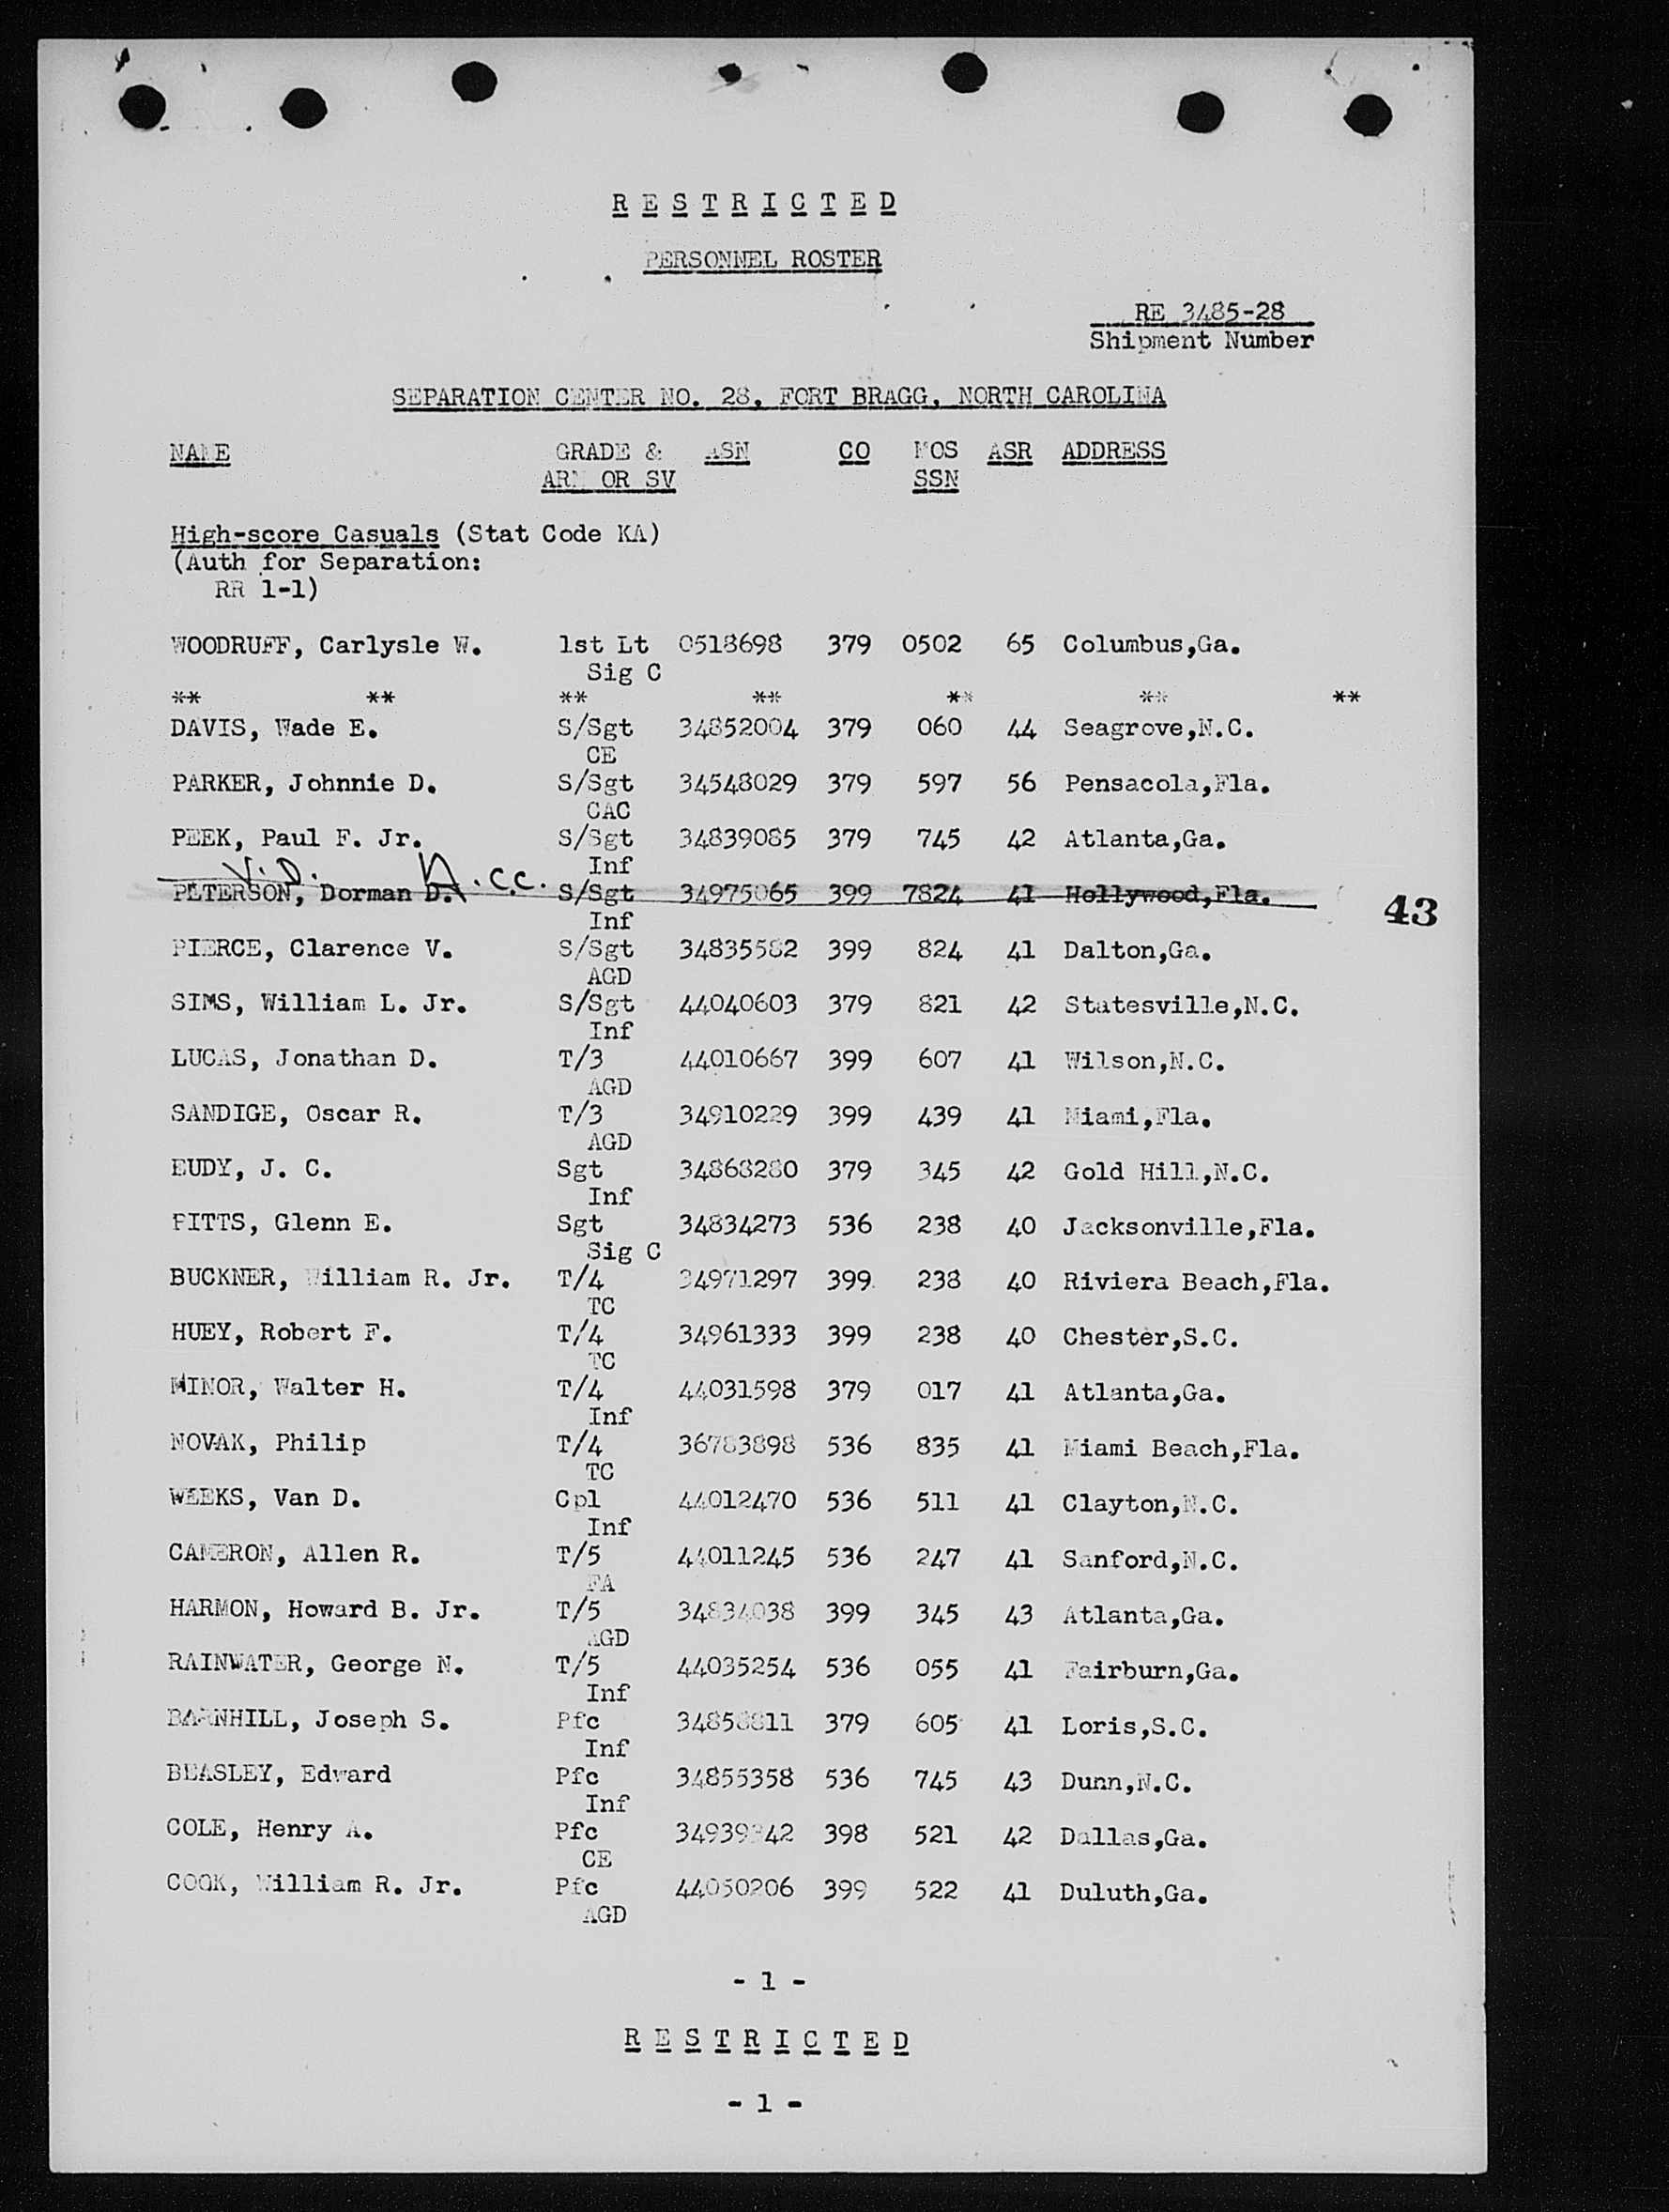 RESTRICTED
PERSONNEL ROSTER
RE 3485-28
Shipment Number
SEPARATION CENTER NO. 28, FORT BRAGG, NORTH CAROLINA
NAME GRADE & ASN CO MOS ASR ADDRESS
ARM OR SV SSN
High-score Casuals (Stat Code KA)
(Auth for Separation:
RR 1-1)
WOODRUFF, Carlysle W. 1st Lt 0518698 379 0502 65 Columbus,Ga.
Sig C
** ** ** ** ** ** **
DAVIS, Wade E. S/Sgt 34852004 379 060 44 Seagrove,N.C.
CE
PARKER, Johnnie D. S/Sgt 34548029 379 597 56 Pensacola,Fla.
CAC
PEEK, Paul F. Jr. S/Sgt 34839085 379 745 42 Atlanta,Ga.
Inf
PETERSON, Dorman D. S/Sgt 34975065 399 7824 41 Hollywood,Fla. 43
Inf
PIERCE, Clarence V. S/Sgt 34835582 399 824 41 Dalton,Ga.
AGD
SIMS, William L. Jr. S/Sgt 44040603 379 821 42 Statesville,N.C.
Inf
LUCAS, Jonathan D. T/3 44010667 399 607 41 Wilson,N.C.
AGD
SANDIGE, Oscar R. T/3 34910229 399 439 41 Miami,Fla.
AGD
EUDY, J. C. Sgt 34868280 379 345 42 Gold Hill,N.C.
Inf
PITTS, Glenn E. Sgt 34834273 536 238 40 Jacksonville,Fla.
Sig C
BUCKNER, William R. Jr. T/4 34971297 399 238 40 Riviera Beach,Fla.
TC
HUEY, Robert F. T/4 34961333 399 238 40 Chester,S.C.
TC
MINOR, Walter H. T/4 44031598 379 017 41 Atlanta,Ga.
Inf
NOVAK, Philip T/4 36783898 536 835 41 Miami Beach,Fla.
TC
WEEKS, Van D. Cpl 44012470 536 511 41 Clayton,N.C.
Inf
CAMERON, Allen R. T/5 44011245 536 247 41 Sanford,N.C.
FA
HARMON, Howard B. Jr. T/5 34834038 399 345 43 Atlanta,Ga.
AGD
RAINWATER, George N. T/5 44035254 536 055 41 Fairburn,Ga.
Inf
BARNHILL, Joseph S. Pfc 34858811 379 605 41 Loris,S.C.
Inf
BEASLEY, Edward Pfc 34855358 536 745 43 Dunn,N.C.
Inf
COLE, Henry A. Pfc 398 521 42 Dallas,Ga.
CE
COOK, William R. Jr. Pfc 44050206 399 522 41 Duluth,Ga.
AGD
- 1 -
RESTRICTED
- 1 -